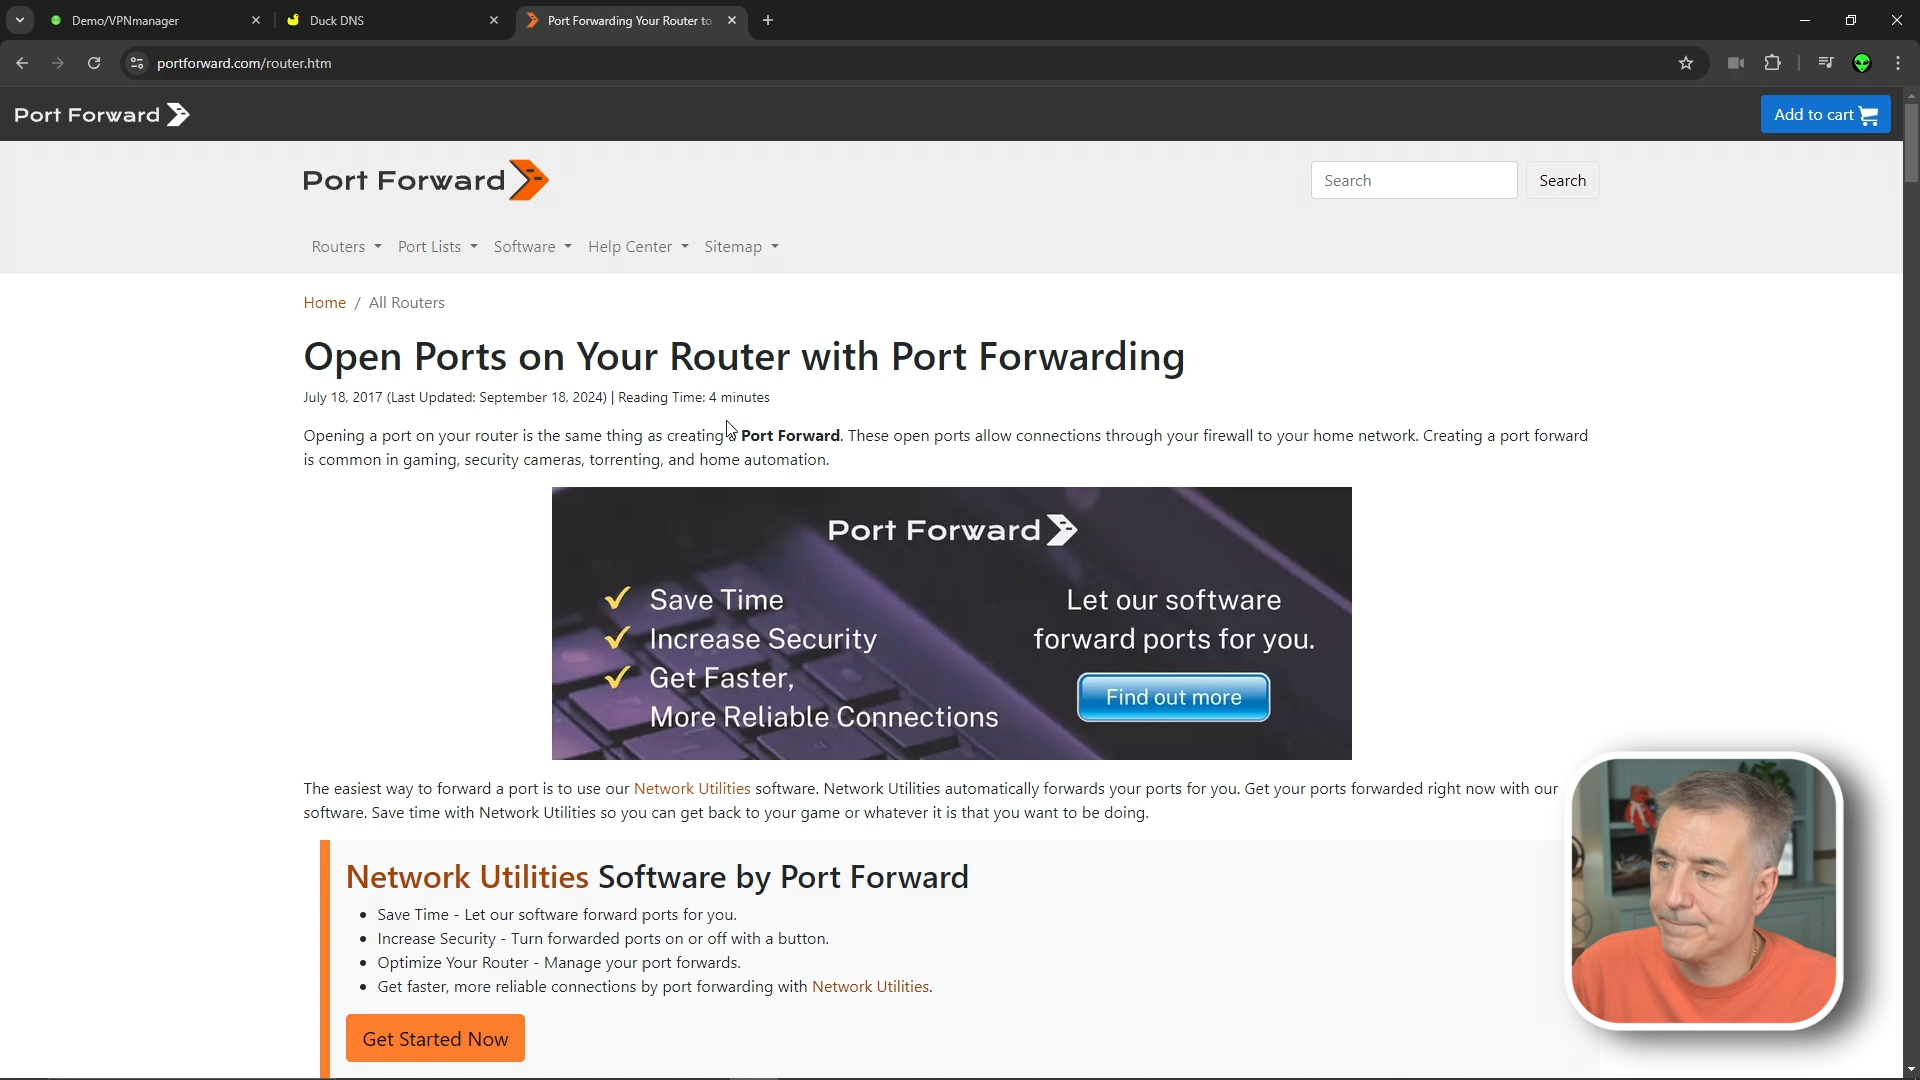 Demo/VPNmanager
Duck DNS
Port Forwarding Your Router to
portforward.com/router.htm
Port Forward
Add to cart
Port Forward
Search
Search
Routers
Port Lists
Software
Help Center
Sitemap
Home / All Routers
Open Ports on Your Router with Port Forwarding
July 18, 2017 (Last Updated: September 18, 2024) | Reading Time: 4 minutes
Opening a port on your router is the same thing as creating a Port Forward. These open ports allow connections through your firewall to your home network. Creating a port forward
is common in gaming, security cameras, torrenting, and home automation.
Port Forward
Save Time
Increase Security
Get Faster,
More Reliable Connections
Let our software
forward ports for you.
Find out more
The easiest way to forward a port is to use our Network Utilities software. Network Utilities automatically forwards your ports for you. Get your ports forwarded right now with our
software. Save time with Network Utilities so you can get back to your game or whatever it is that you want to be doing.
Network Utilities Software by Port Forward
• Save Time - Let our software forward ports for you.
• Increase Security - Turn forwarded ports on or off with a button.
• Optimize Your Router - Manage your port forwards.
• Get faster, more reliable connections by port forwarding with Network Utilities.
Get Started Now